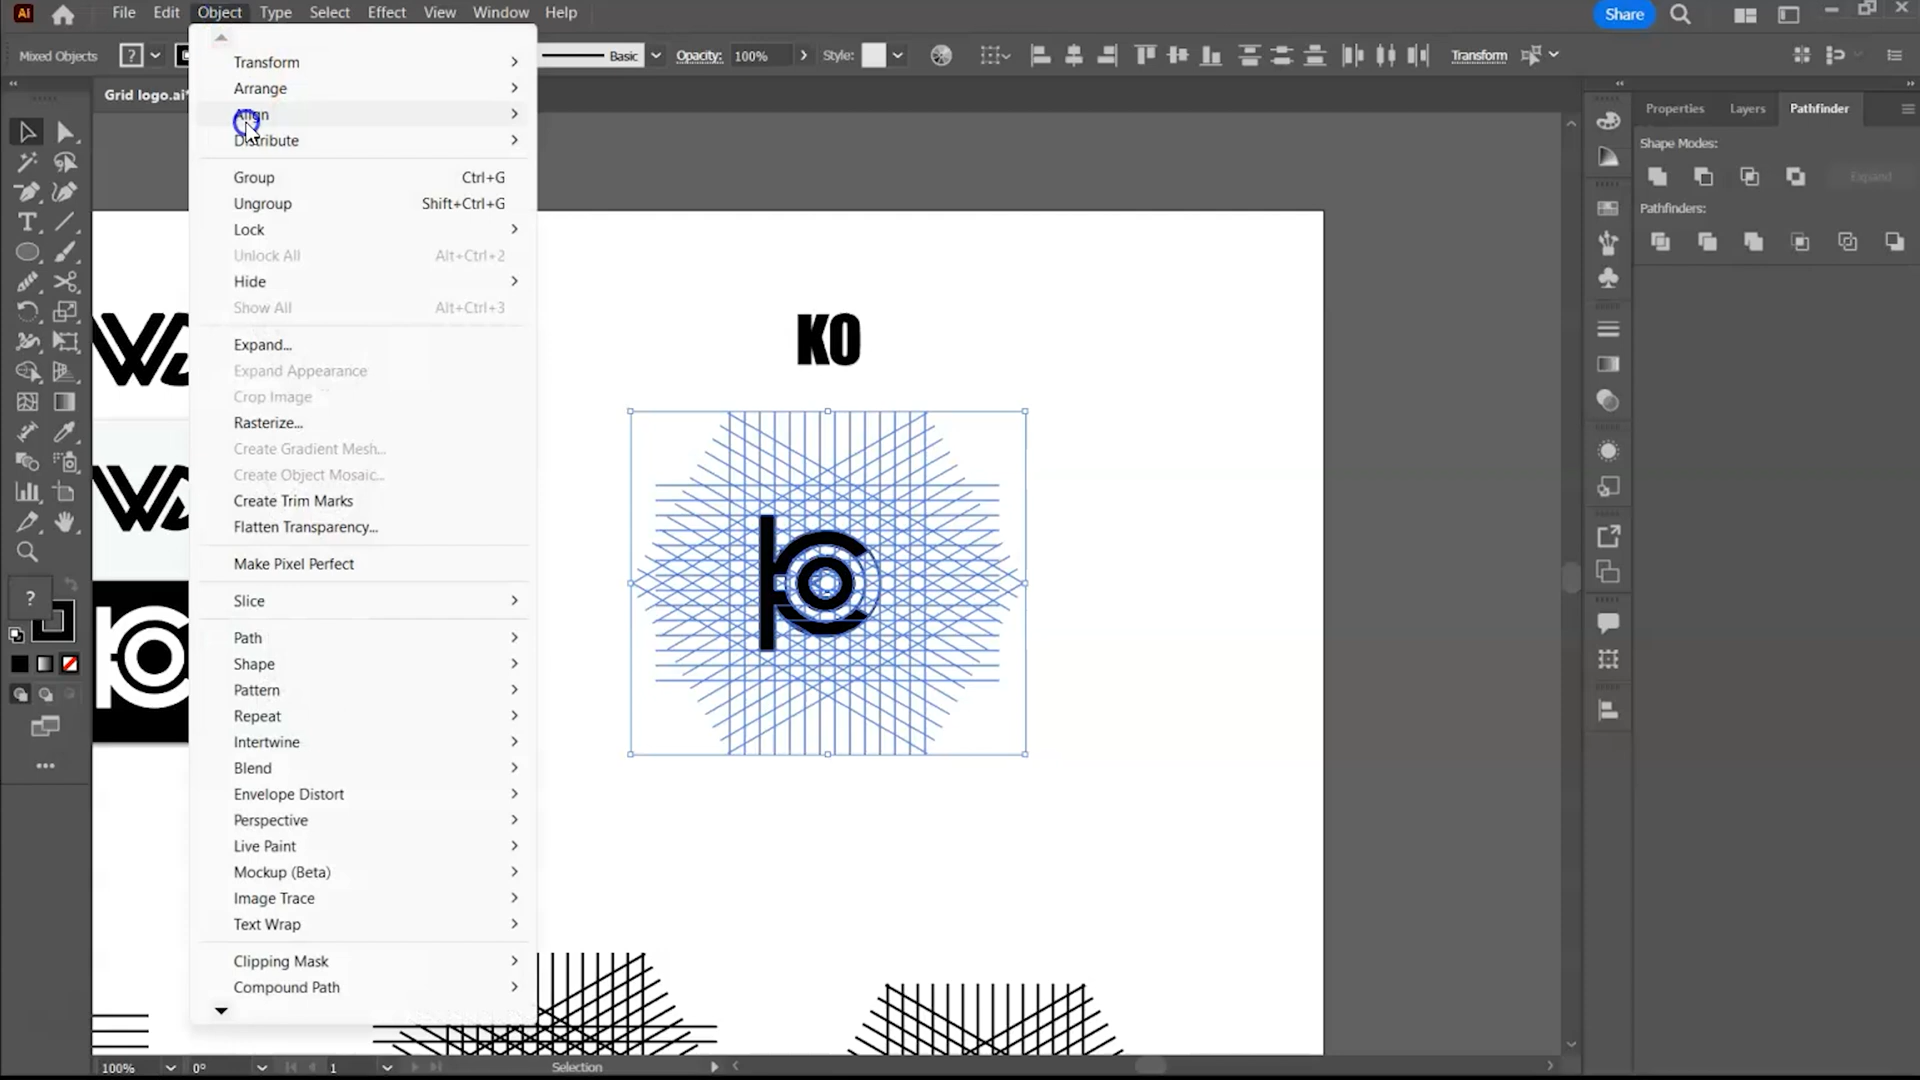 Ai
File Edit Object Type Select Effect View Window Help
Share
Mixed Objects
?
Basic
Opacity:
100%
Style:
Transform
Grid logo.ai*
Transform
Arrange
Align
Distribute
Group Ctrl+G
Ungroup Shift+Ctrl+G
Lock
Unlock All Alt+Ctrl+2
Hide
Show All Alt+Ctrl+3
Expand...
Expand Appearance
Crop Image
Rasterize...
Create Gradient Mesh...
Create Object Mosaic...
Create Trim Marks
Flatten Transparency...
Make Pixel Perfect
Slice
Path
Shape
Pattern
Repeat
Intertwine
Blend
Envelope Distort
Perspective
Live Paint
Mockup (Beta)
Image Trace
Text Wrap
Clipping Mask
Compound Path
KO
Properties Layers Pathfinder
Shape Modes:
Expand
Pathfinders:
?
100%
0°
1
Selection